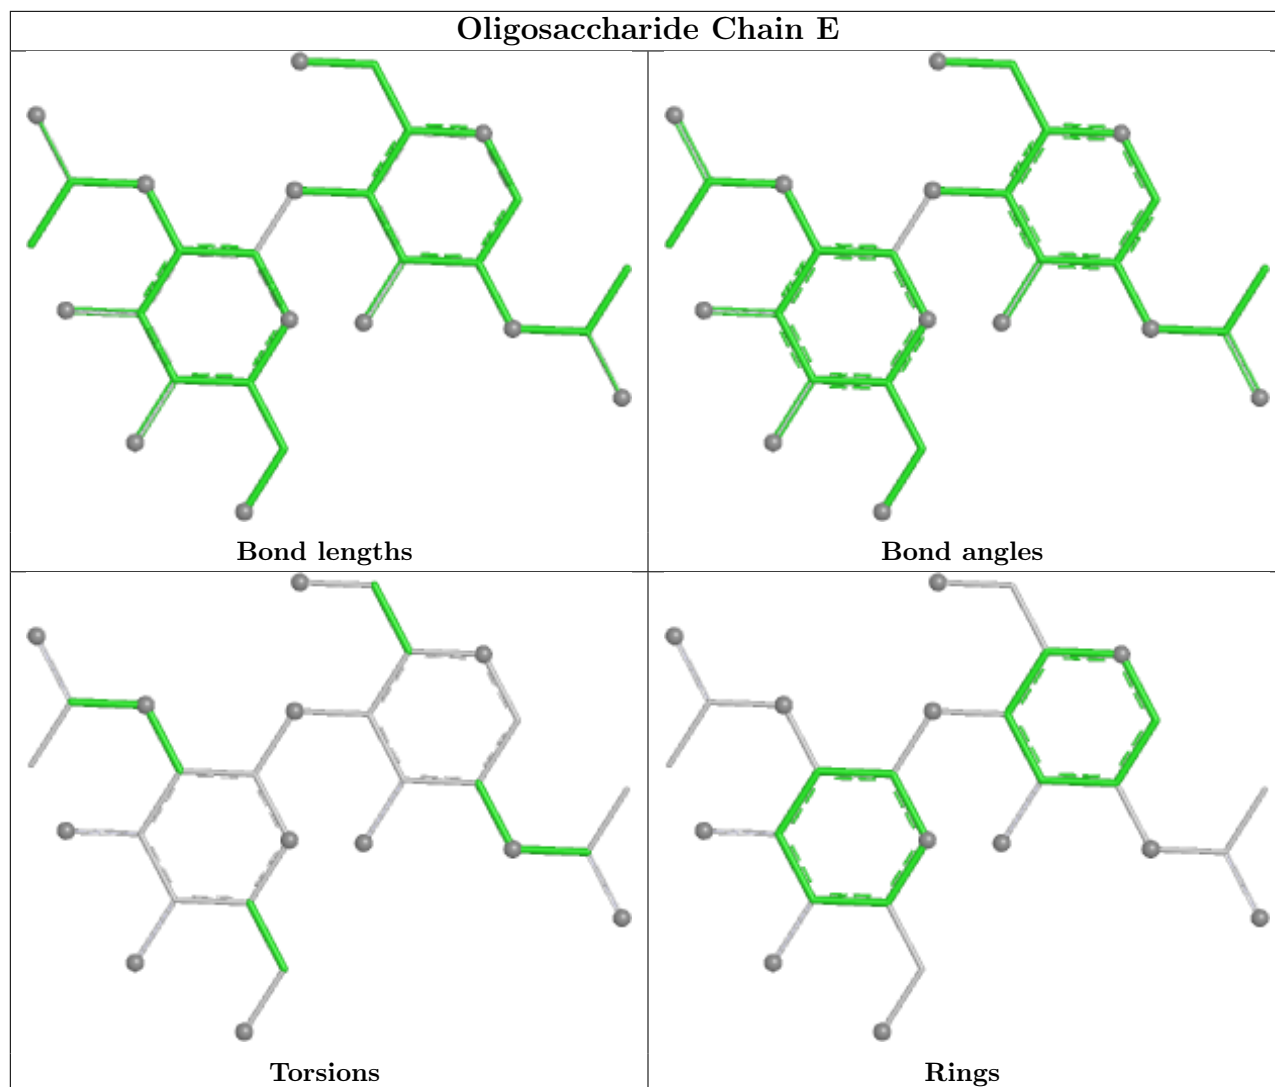 Oligosaccharide Chain E
Bond lengths
Bond angles
Torsions
Rings